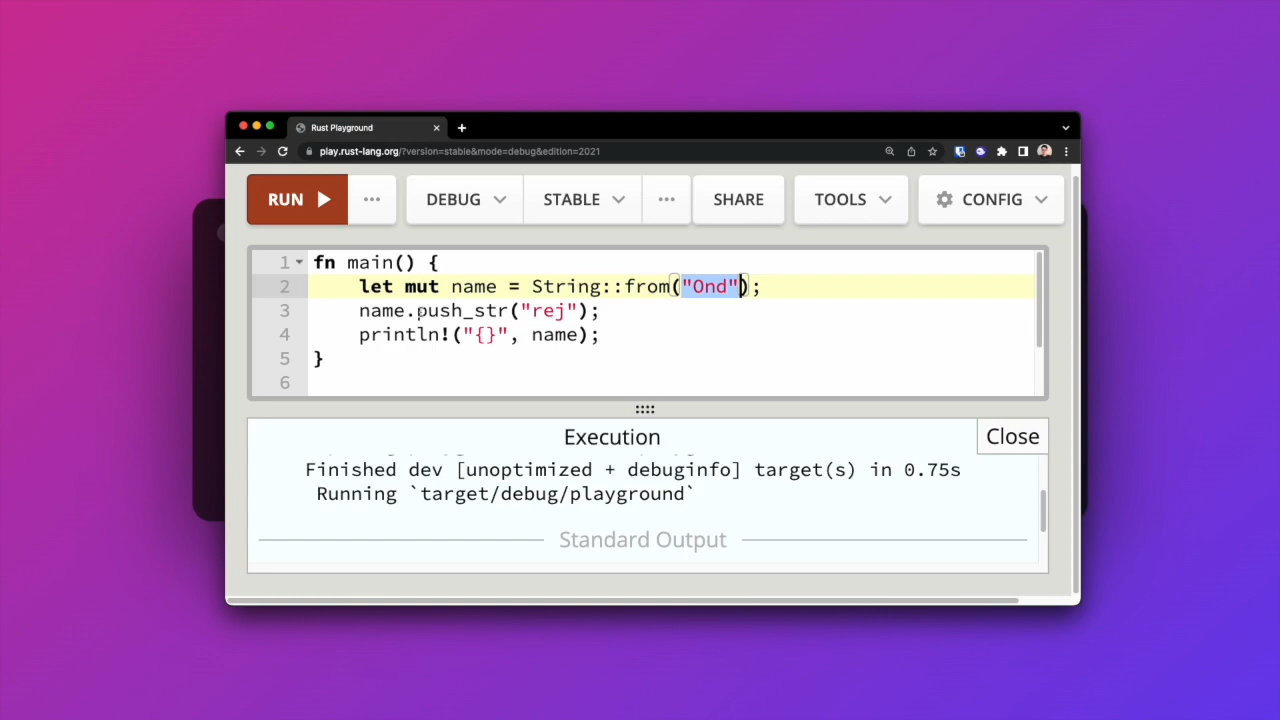 Rust Playground
play.rust-lang.org/?version=stable&mode=debug&edition=2021
RUN ... DEBUG STABLE ... SHARE TOOLS CONFIG
1 fn main() {
2 let mut name = String::from("Ond");
3 name.push_str("rej");
4 println!("{}", name);
5 }
6
Execution
Close
Finished dev [unoptimized + debuginfo] target(s) in 0.75s
Running `target/debug/playground`
Standard Output